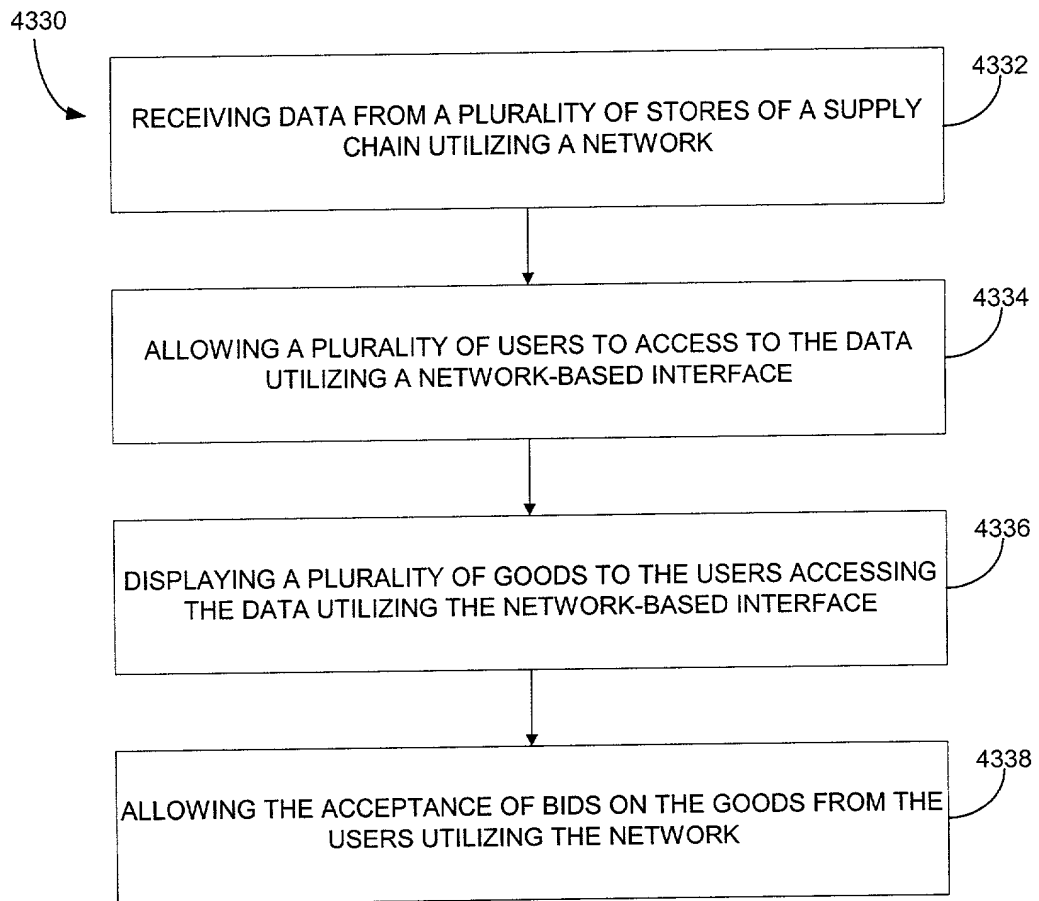 4330
4332
RECEIVING DATA FROM A PLURALITY OF STORES OF A SUPPLY
CHAIN UTILIZING A NETWORK
4334
ALLOWING A PLURALITY OF USERS TO ACCESS TO THE DATA
UTILIZING A NETWORK-BASED INTERFACE
4336
DISPLAYING A PLURALITY OF GOODS TO THE USERS ACCESSING
THE DATA UTILIZING THE NETWORK-BASED INTERFACE
4338
ALLOWING THE ACCEPTANCE OF BIDS ON THE GOODS FROM THE
USERS UTILIZING THE NETWORK